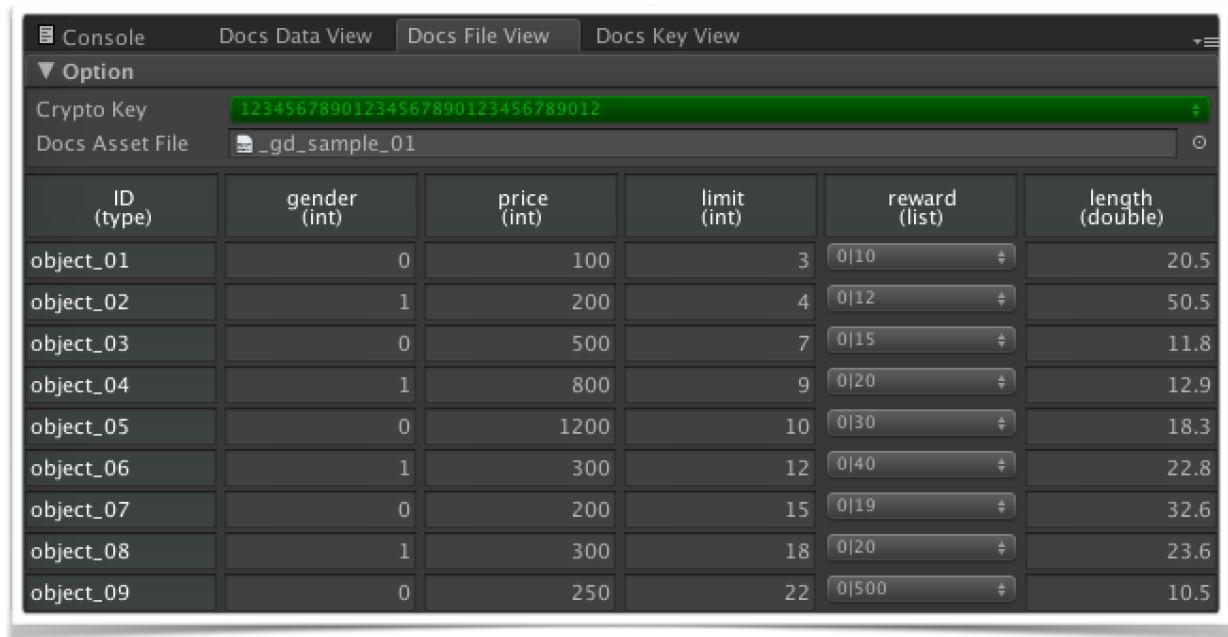 Console Docs Data View Docs File View Docs Key View
▼ Option
Crypto Key 12345678901234567890123456789012
Docs Asset File _gd_sample_01
ID gender price limit reward length
(type) (int) (int) (int) (list) (double)
object_01 0 100 3 0|10 20.5
object_02 1 200 4 0|12 50.5
object_03 0 500 7 0|15 11.8
object_04 1 800 9 0|20 12.9
object_05 0 1200 10 0|30 18.3
object_06 1 300 12 0|40 22.8
object_07 0 200 15 0|19 32.6
object_08 1 300 18 0|20 23.6
object_09 0 250 22 0|500 10.5